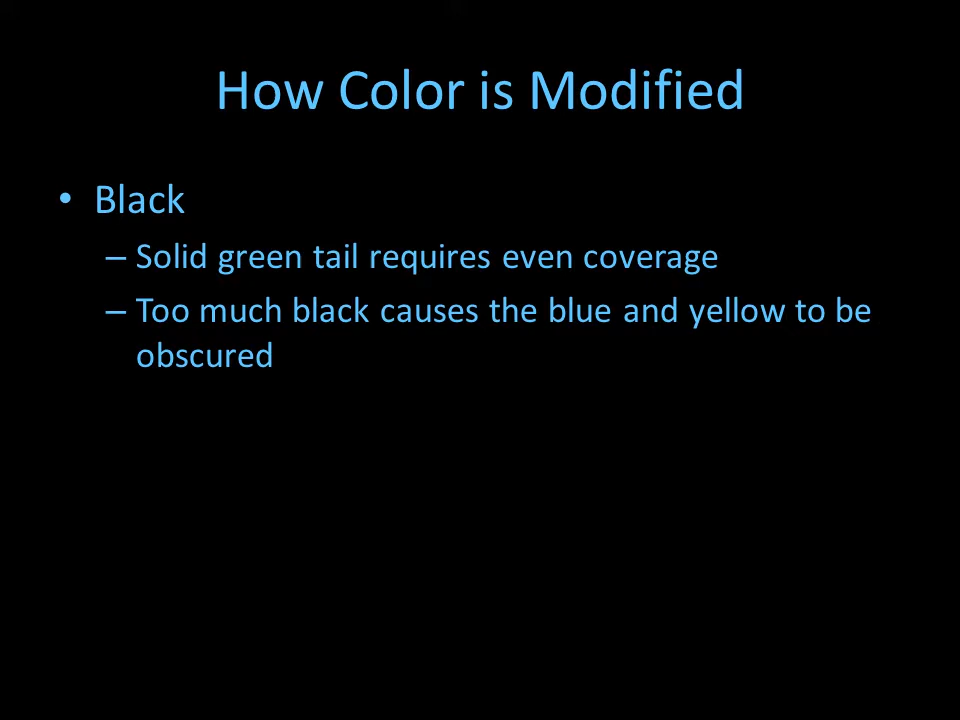 How Color is Modified
• Black
– Solid green tail requires even coverage
– Too much black causes the blue and yellow to be
obscured